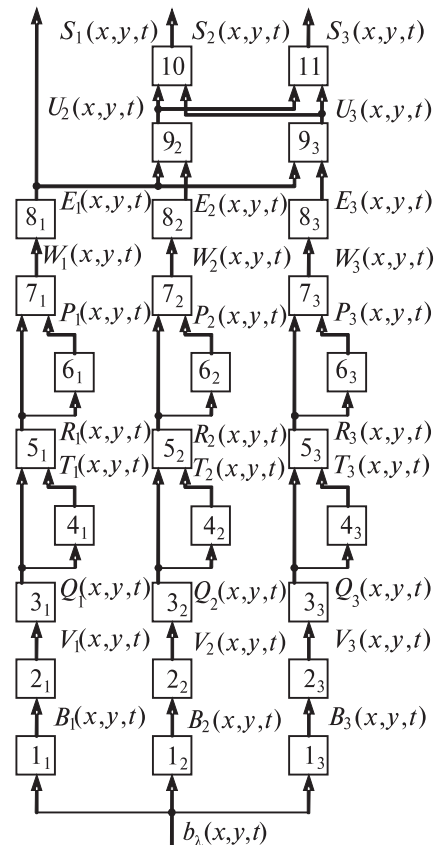 S₁(x,y,t) S₂(x,y,t) S₃(x,y,t)
10 11
U₂(x,y,t) U₃(x,y,t)
9₂ 9₃
E₁(x,y,t) E₂(x,y,t) E₃(x,y,t)
8₁ 8₂ 8₃
W₁(x,y,t) W₂(x,y,t) W₃(x,y,t)
7₁ 7₂ 7₃
P₁(x,y,t) P₂(x,y,t) P₃(x,y,t)
6₁ 6₂ 6₃
R₁(x,y,t) R₂(x,y,t) R₃(x,y,t)
5₁ 5₂ 5₃
T₁(x,y,t) T₂(x,y,t) T₃(x,y,t)
4₁ 4₂ 4₃
Q₁(x,y,t) Q₂(x,y,t) Q₃(x,y,t)
3₁ 3₂ 3₃
V₁(x,y,t) V₂(x,y,t) V₃(x,y,t)
2₁ 2₂ 2₃
B₁(x,y,t) B₂(x,y,t) B₃(x,y,t)
1₁ 1₂ 1₃
b_λ(x,y,t)